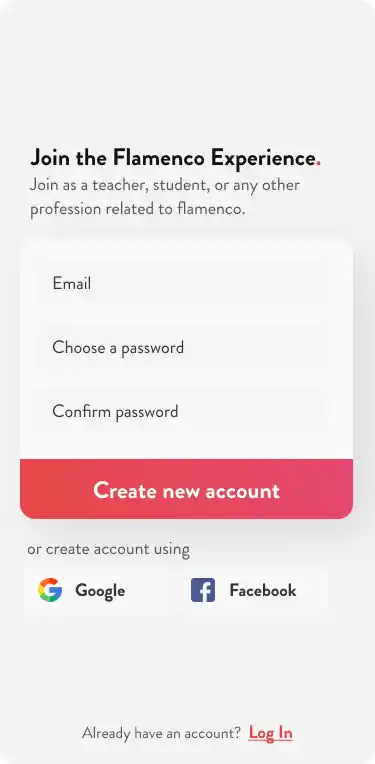 Join the Flamenco Experience.
Join as a teacher, student, or any other
profession related to flamenco.
Email
Choose a password
Confirm password
Create new account
or create account using
Google
Facebook
Already have an account? Log In